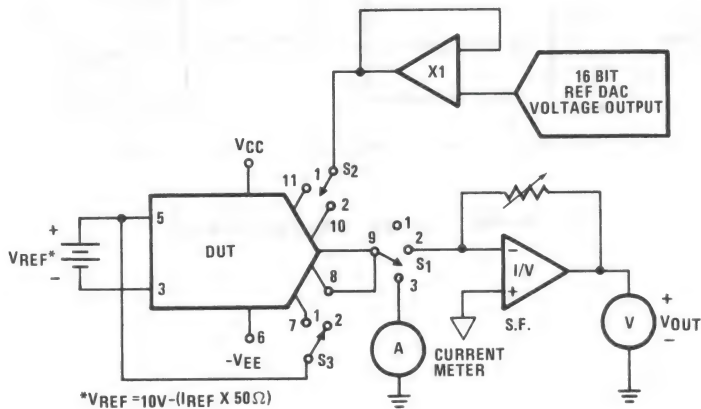 X1
16 BIT
REF DAC
VOLTAGE OUTPUT
VCC
1
S2
11
2
10
+
5
VREF*
DUT
9
1
2
S1
3
-
I/V
+
-
3
8
S.F.
V
+
VOUT
-
6
7
1
2
-VEE
S3
A
CURRENT
METER
*VREF =10V-(IREF X 50Ω)